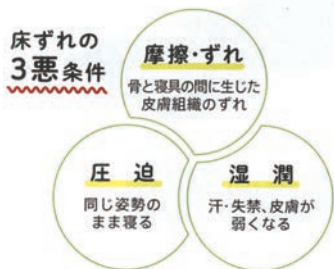 床ずれの
3悪条件
摩擦・ずれ
骨と寝具の間に生じた
皮膚組織のずれ
圧迫
同じ姿勢の
まま寝る
湿潤
汗・失禁、皮膚が
弱くなる